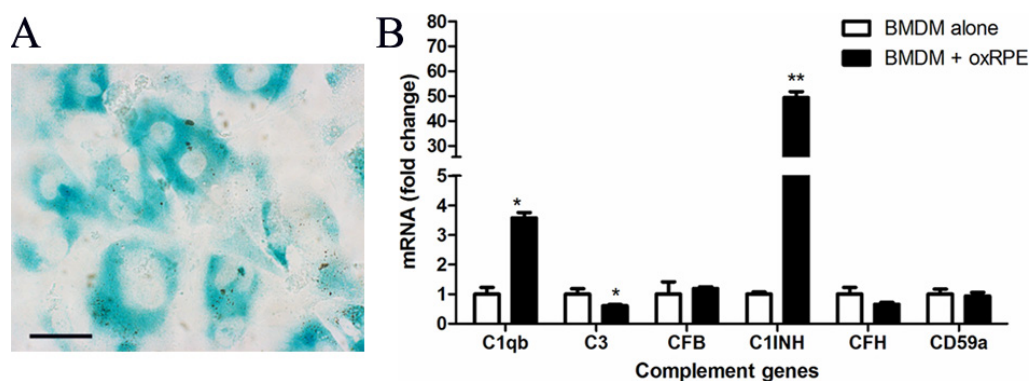 A
B
BMDM alone
BMDM + oxRPE
mRNA (fold change)
80
70
60
50
40
30
5
4
3
2
1
0
*
*
**
C1qb C3 CFB C1INH CFH CD59a
Complement genes